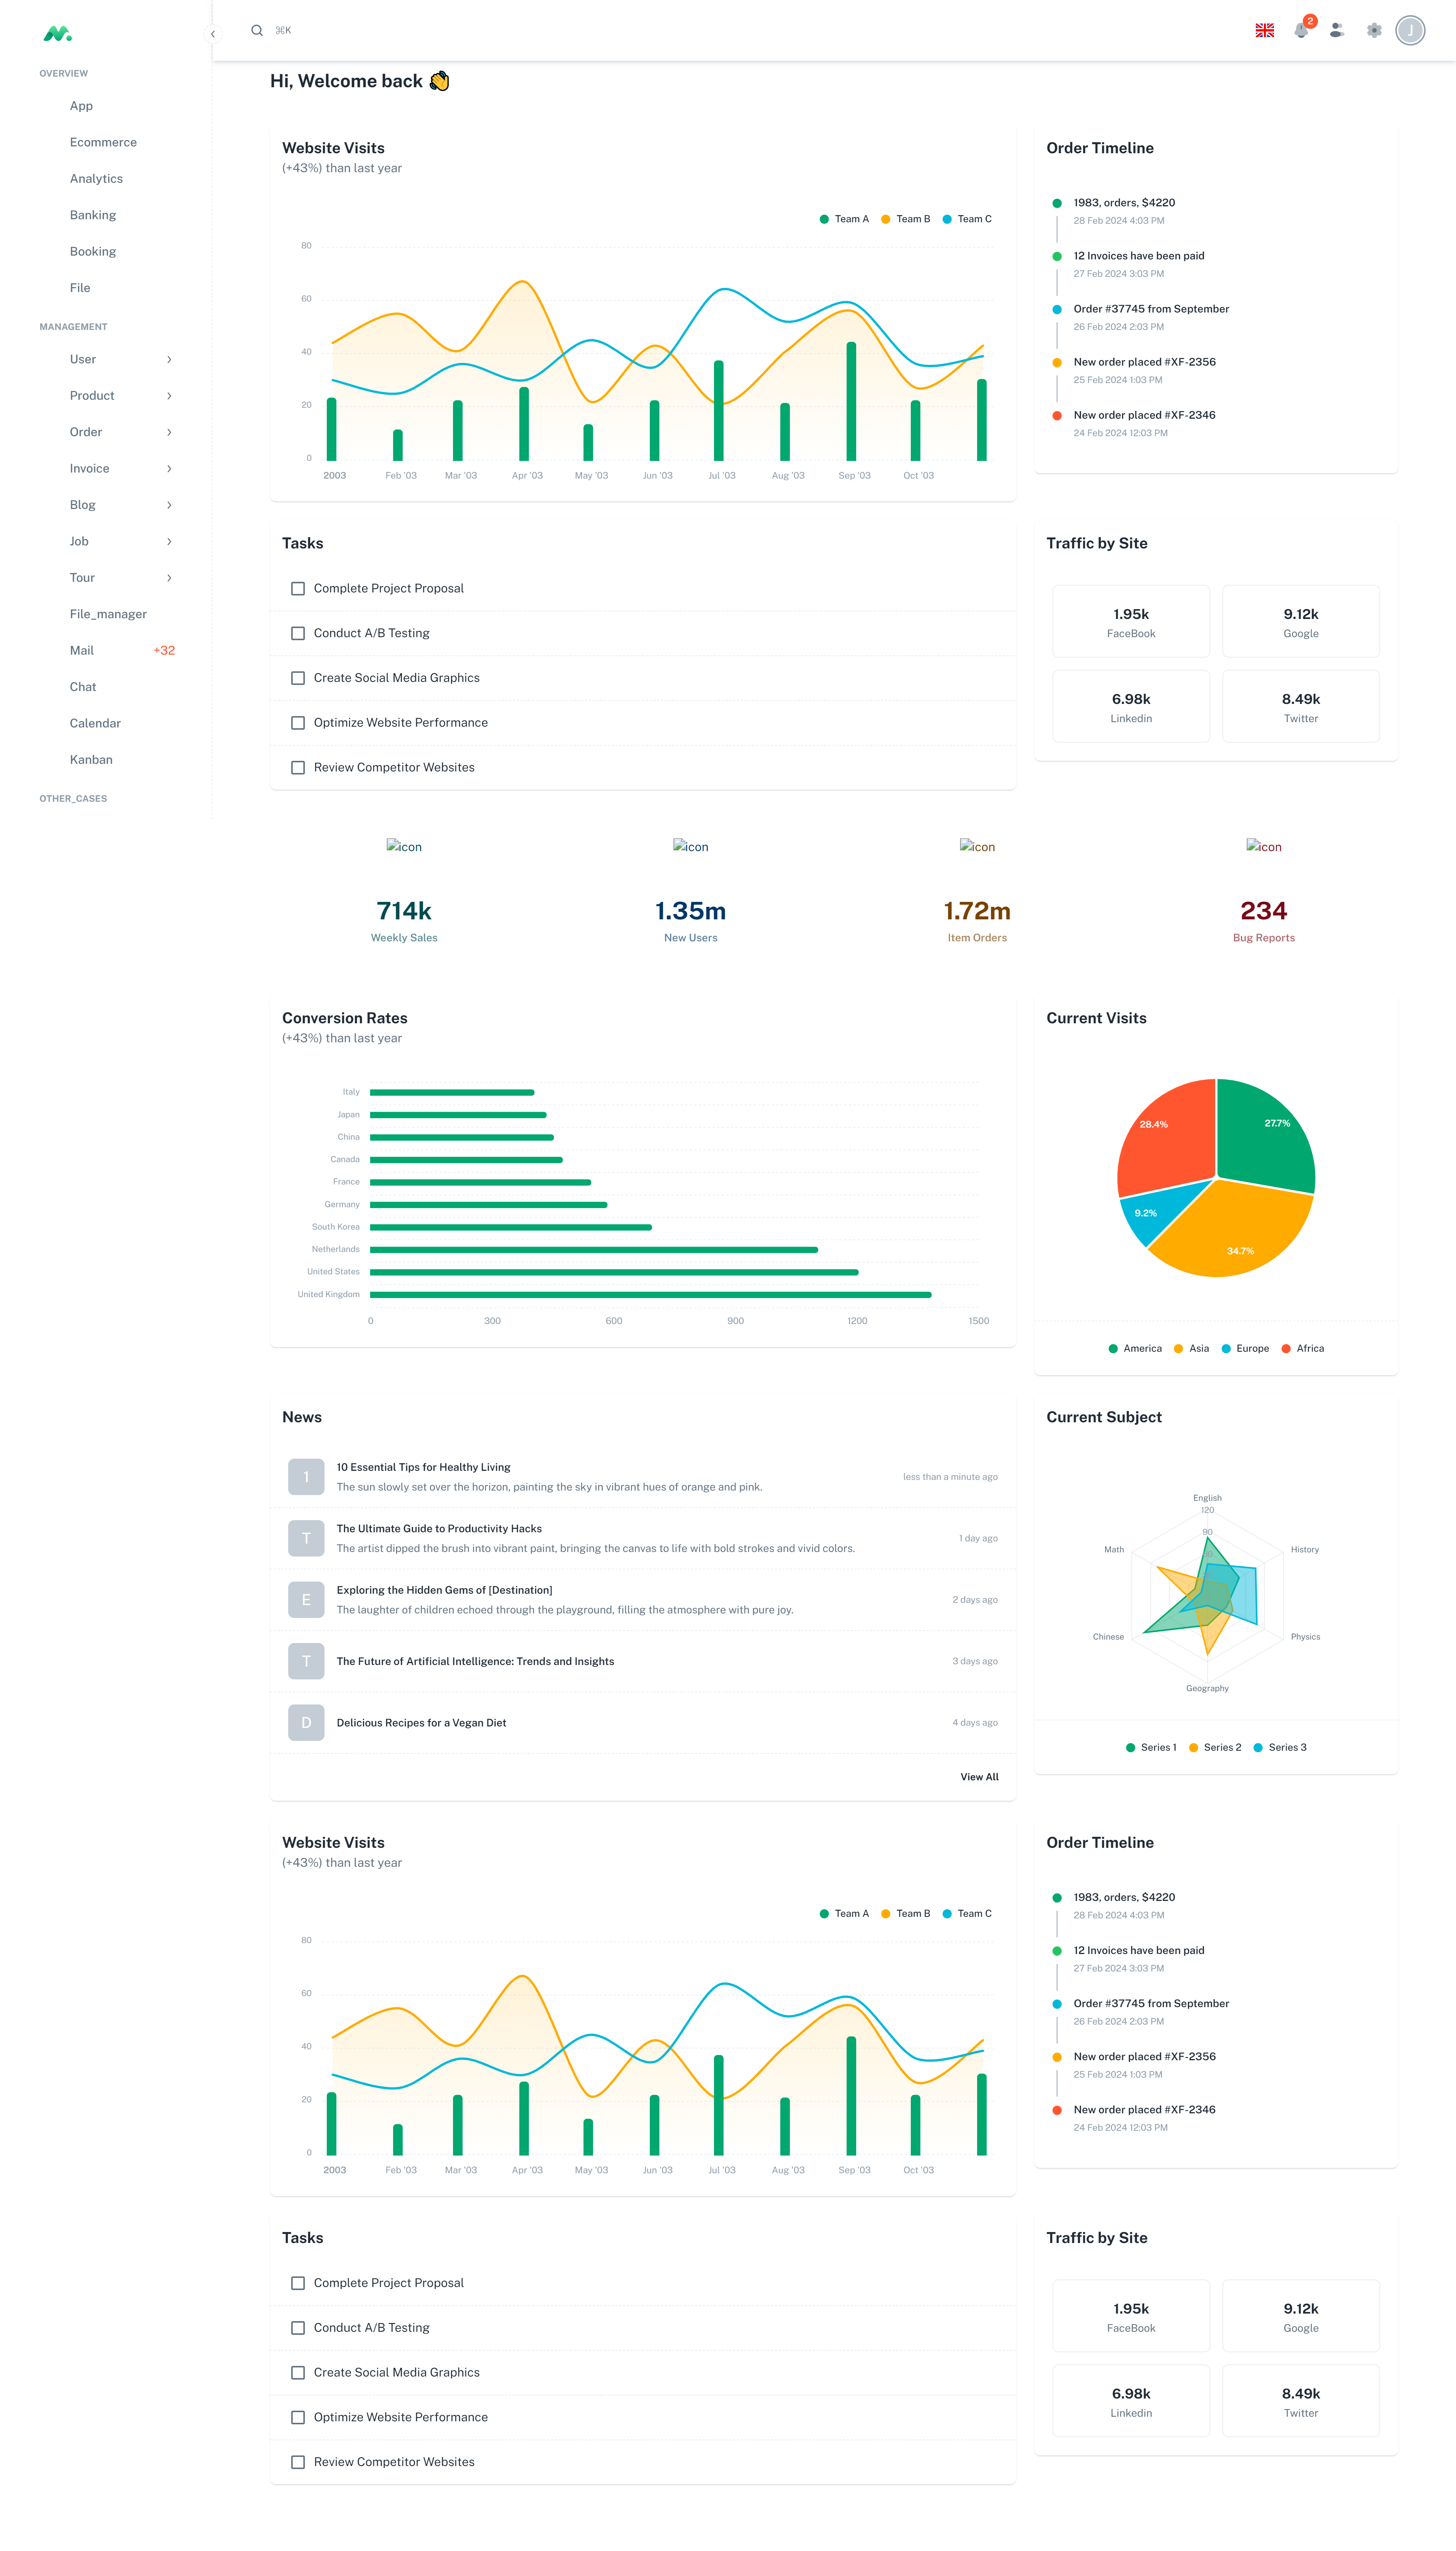 ⌘K
2
J
OVERVIEW
App
Ecommerce
Analytics
Banking
Booking
File
MANAGEMENT
User
Product
Order
Invoice
Blog
Job
Tour
File_manager
Mail +32
Chat
Calendar
Kanban
OTHER_CASES
Hi, Welcome back 👋
Website Visits
(+43%) than last year
Team A Team B Team C
80
60
40
20
0
2003 Feb '03 Mar '03 Apr '03 May '03 Jun '03 Jul '03 Aug '03 Sep '03 Oct '03
Order Timeline
1983, orders, $4220
28 Feb 2024 4:03 PM
12 Invoices have been paid
27 Feb 2024 3:03 PM
Order #37745 from September
26 Feb 2024 2:03 PM
New order placed #XF-2356
25 Feb 2024 1:03 PM
New order placed #XF-2346
24 Feb 2024 12:03 PM
Tasks
Complete Project Proposal
Conduct A/B Testing
Create Social Media Graphics
Optimize Website Performance
Review Competitor Websites
Traffic by Site
1.95k
FaceBook
9.12k
Google
6.98k
Linkedin
8.49k
Twitter
icon
714k
Weekly Sales
icon
1.35m
New Users
icon
1.72m
Item Orders
icon
234
Bug Reports
Conversion Rates
(+43%) than last year
Italy
Japan
China
Canada
France
Germany
South Korea
Netherlands
United States
United Kingdom
0 300 600 900 1200 1500
Current Visits
28.4%
27.7%
9.2%
34.7%
America Asia Europe Africa
News
1
10 Essential Tips for Healthy Living
The sun slowly set over the horizon, painting the sky in vibrant hues of orange and pink.
less than a minute ago
T
The Ultimate Guide to Productivity Hacks
The artist dipped the brush into vibrant paint, bringing the canvas to life with bold strokes and vivid colors.
1 day ago
E
Exploring the Hidden Gems of [Destination]
The laughter of children echoed through the playground, filling the atmosphere with pure joy.
2 days ago
T
The Future of Artificial Intelligence: Trends and Insights
3 days ago
D
Delicious Recipes for a Vegan Diet
4 days ago
View All
Current Subject
English
120
90
Math
History
Chinese
Physics
Geography
Series 1 Series 2 Series 3
Website Visits
(+43%) than last year
Team A Team B Team C
80
60
40
20
0
2003 Feb '03 Mar '03 Apr '03 May '03 Jun '03 Jul '03 Aug '03 Sep '03 Oct '03
Order Timeline
1983, orders, $4220
28 Feb 2024 4:03 PM
12 Invoices have been paid
27 Feb 2024 3:03 PM
Order #37745 from September
26 Feb 2024 2:03 PM
New order placed #XF-2356
25 Feb 2024 1:03 PM
New order placed #XF-2346
24 Feb 2024 12:03 PM
Tasks
Complete Project Proposal
Conduct A/B Testing
Create Social Media Graphics
Optimize Website Performance
Review Competitor Websites
Traffic by Site
1.95k
FaceBook
9.12k
Google
6.98k
Linkedin
8.49k
Twitter